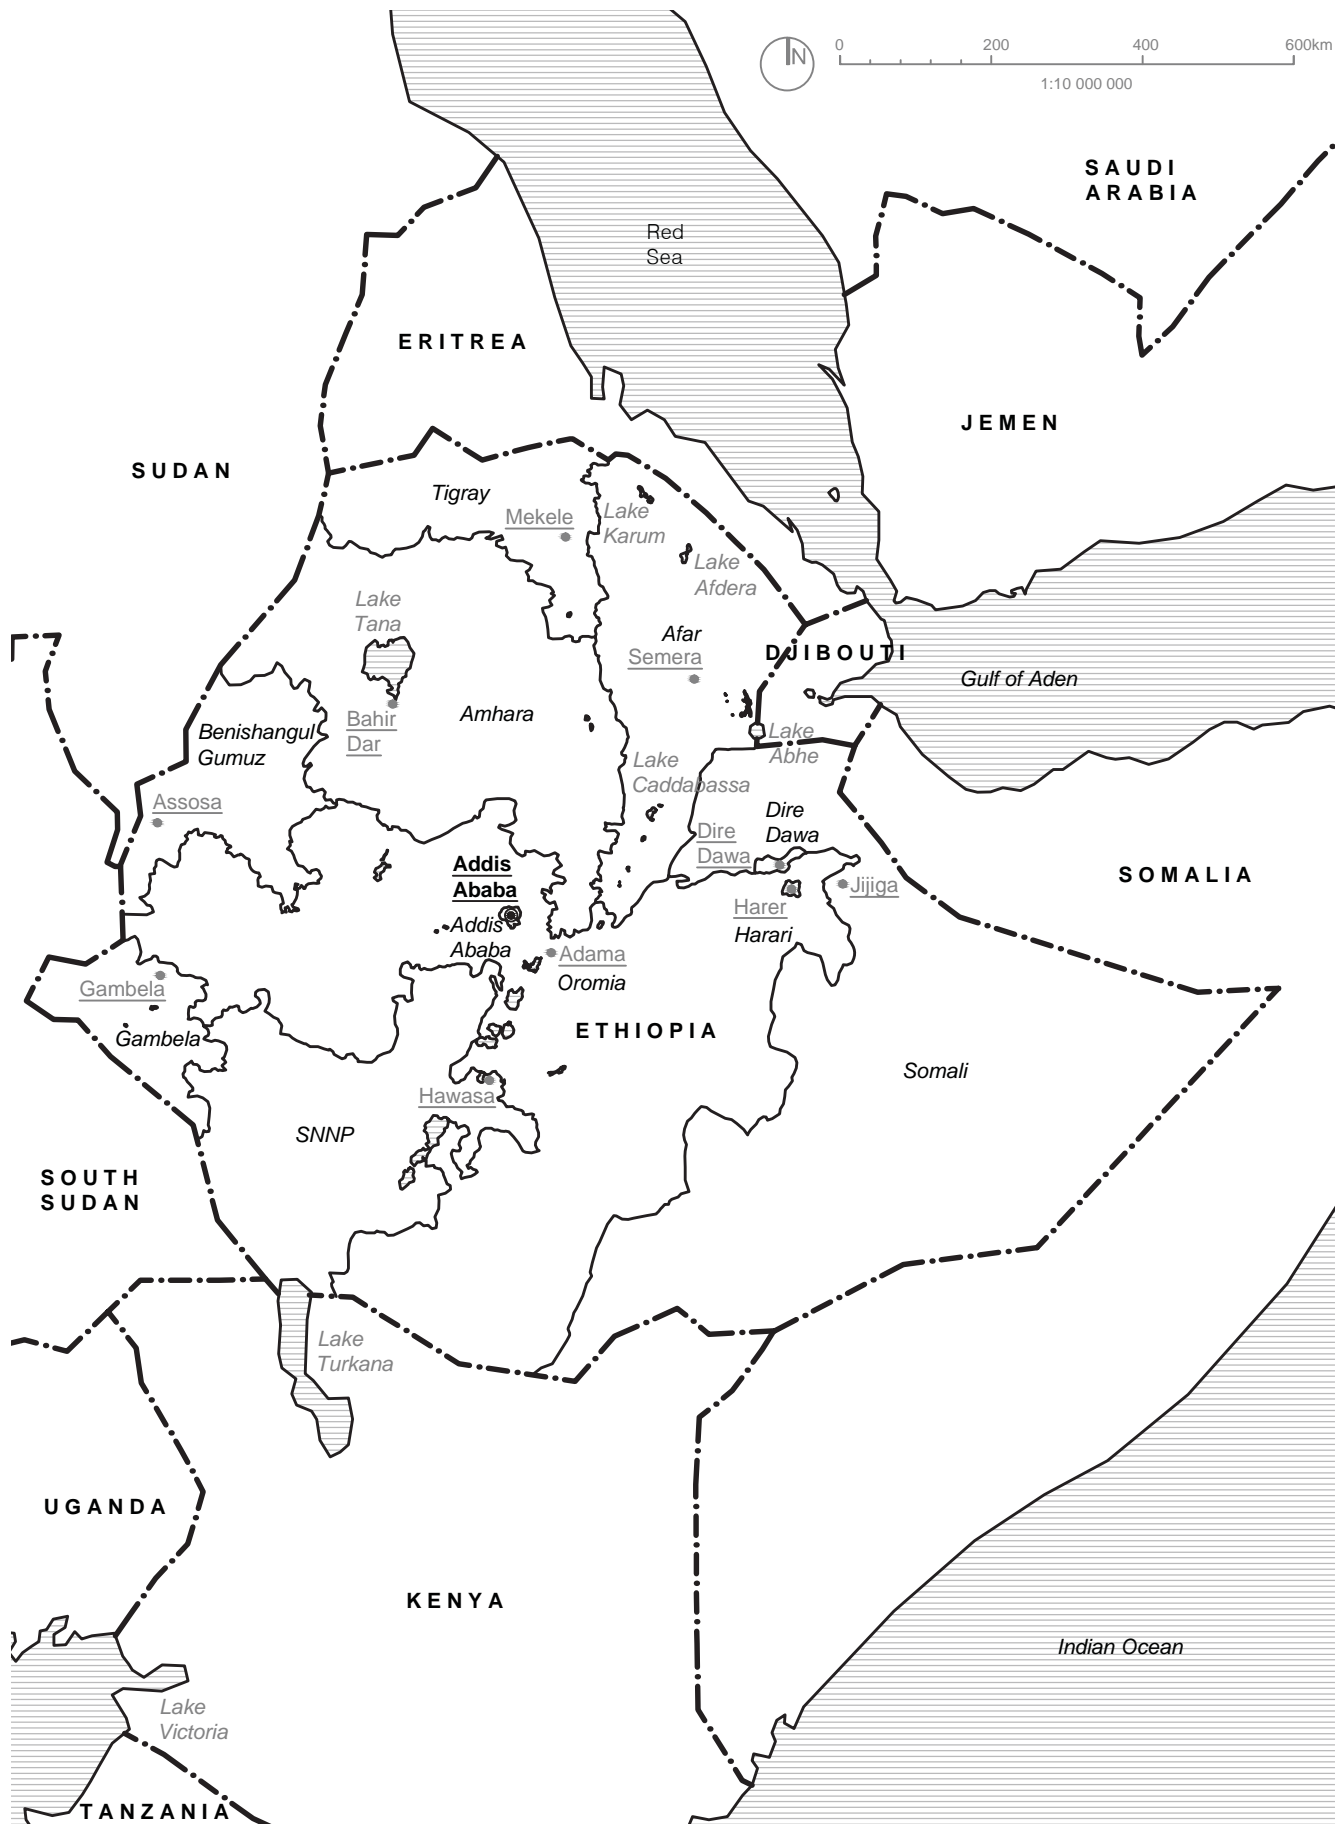 N
0 200 400 600km
1:10 000 000
SAUDI
ARABIA
Red
Sea
ERITREA
JEMEN
SUDAN
Tigray
Mekele
Lake
Karum
Lake
Afdera
Lake
Tana
Afar
Semera
DJIBOUTI
Gulf of Aden
Bahir
Dar
Amhara
Benishangul
Gumuz
Lake
Abhe
Lake
Caddabassa
Assosa
Dire
Dawa
Dire
Dawa
Addis
Ababa
SOMALIA
Jijiga
Harer
Harari
Addis
Ababa
Adama
Oromia
Gambela
Gambela
ETHIOPIA
Somali
Hawasa
SNNP
SOUTH
SUDAN
Lake
Turkana
UGANDA
KENYA
Indian Ocean
Lake
Victoria
TANZANIA